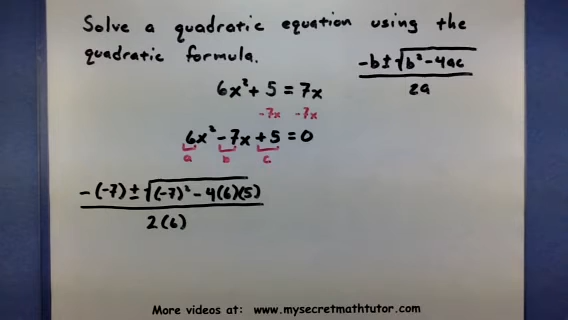 Solve a quadratic equation using the
quadratic formula.
-b±√b²-4ac
2a
6x²+5=7x
-7x -7x
6x²-7x+5=0
a b c
-(-7)±√(-7)²-4(6)(5)
2(6)
More videos at: www.mysecretmathtutor.com